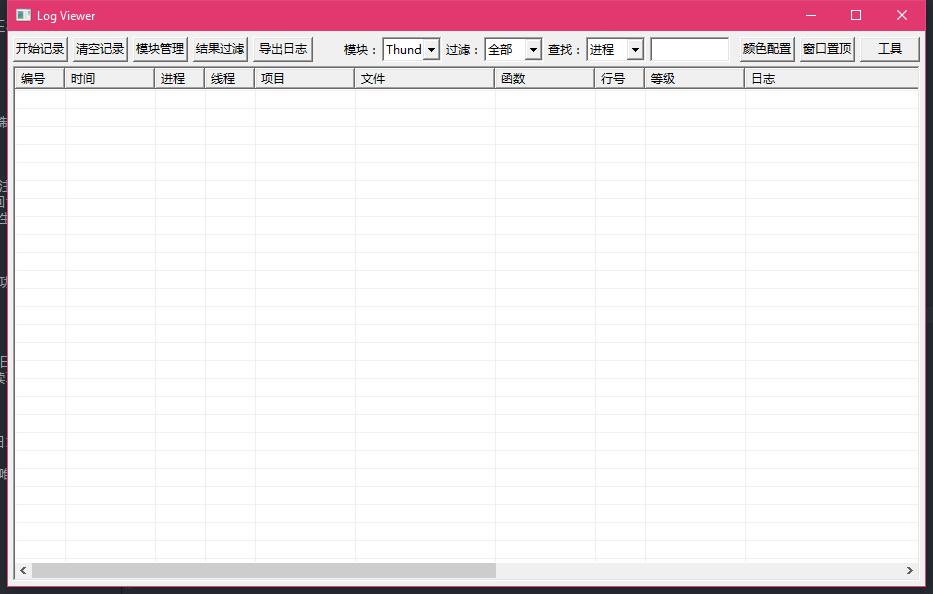 Log Viewer
开始记录 清空记录 模块管理 结果过滤 导出日志 模块： Thund 过滤： 全部 查找： 进程 颜色配置 窗口置顶 工具
编号 时间 进程 线程 项目 文件 函数 行号 等级 日志